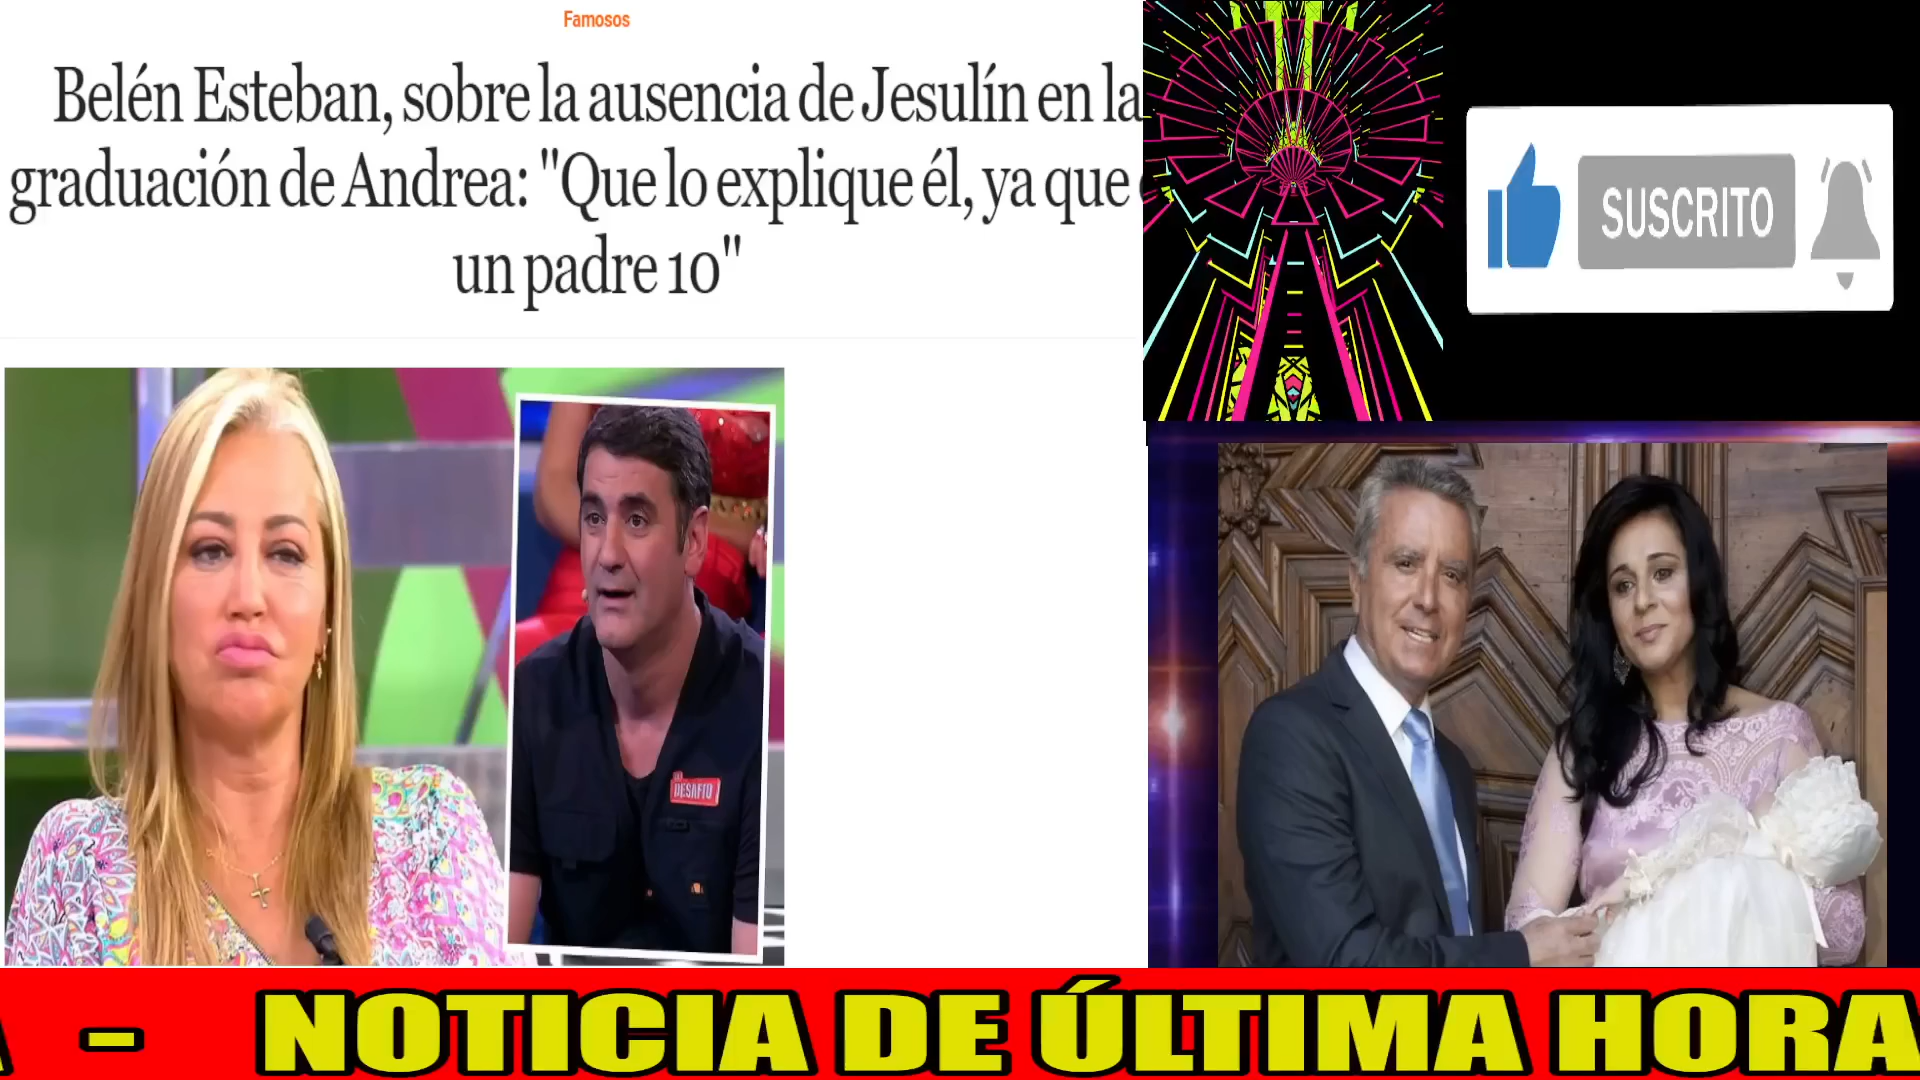 Famosos
Belén Esteban, sobre la ausencia de Jesulín en la
graduación de Andrea: "Que lo explique él, ya que
un padre 10"
SUSCRITO
DESAFÍO
- NOTICIA DE ÚLTIMA HORA